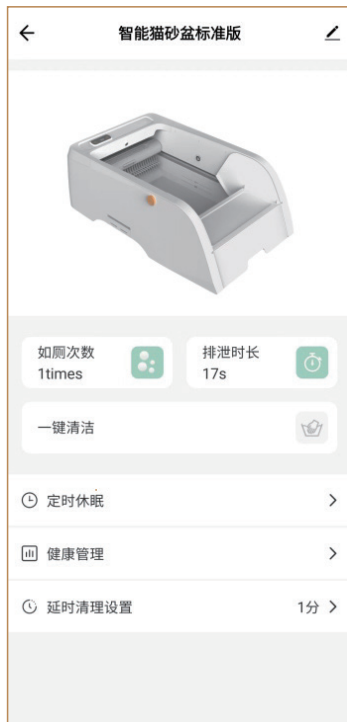 智能猫砂盆标准版
如厕次数
1times
排泄时长
17s
一键清洁
定时休眠
健康管理
延时清理设置
1分